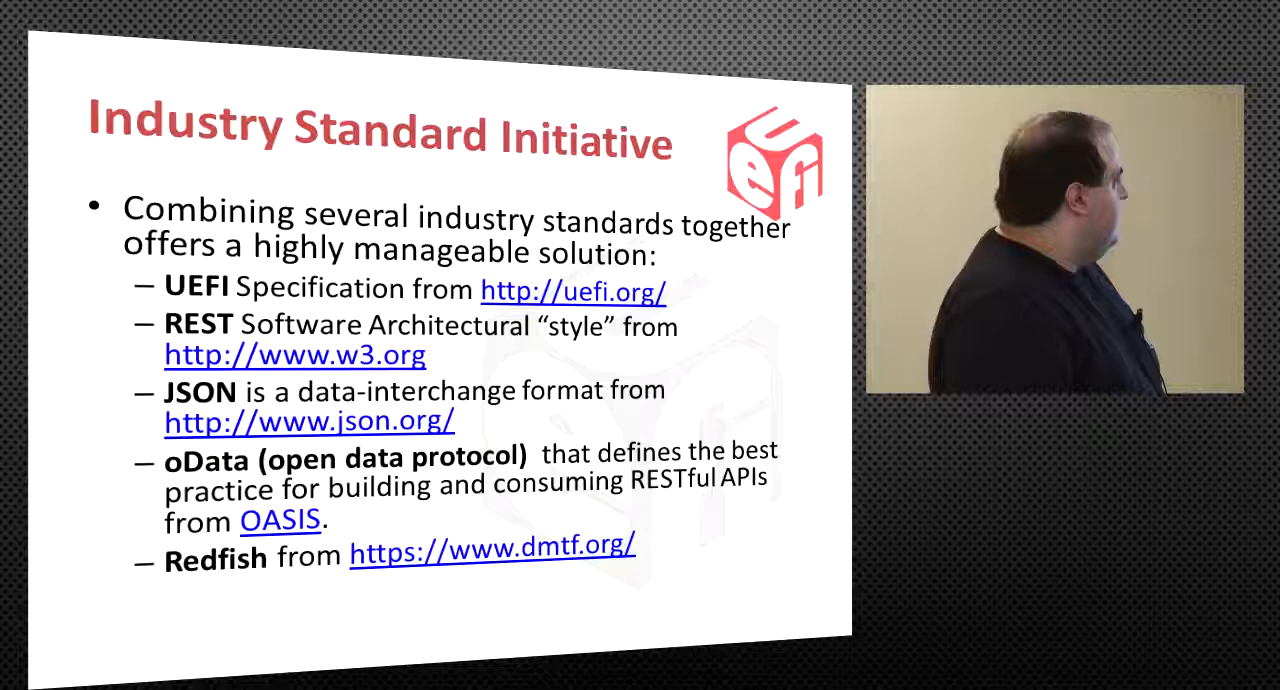 Industry Standard Initiative
UEFI
• Combining several industry standards together
offers a highly manageable solution:
– UEFI Specification from http://uefi.org/
– REST Software Architectural “style” from
http://www.w3.org
– JSON is a data-interchange format from
http://www.json.org/
– oData (open data protocol) that defines the best
practice for building and consuming RESTful APIs
from OASIS.
– Redfish from https://www.dmtf.org/